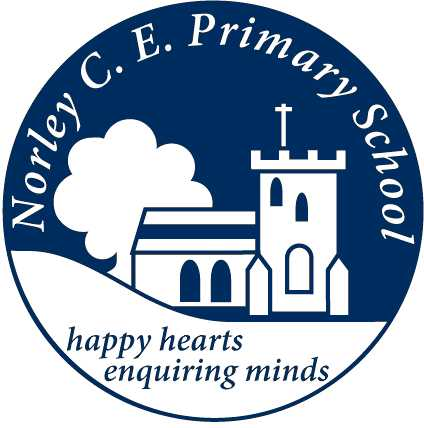 Norley C. E. Primary School
happy hearts
enquiring minds